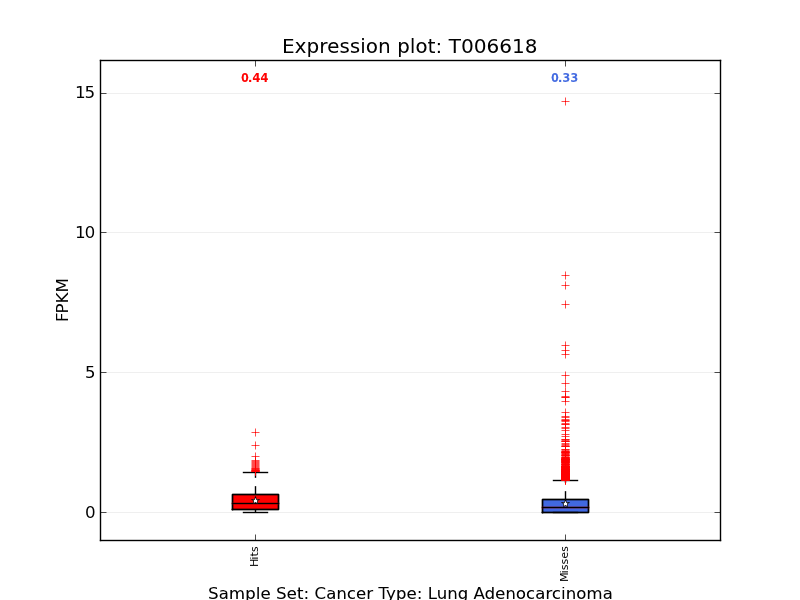 Expression plot: T006618
0.44
0.33
15
10
5
0
FPKM
Hits
Misses
Sample Set: Cancer Type: Lung Adenocarcinoma